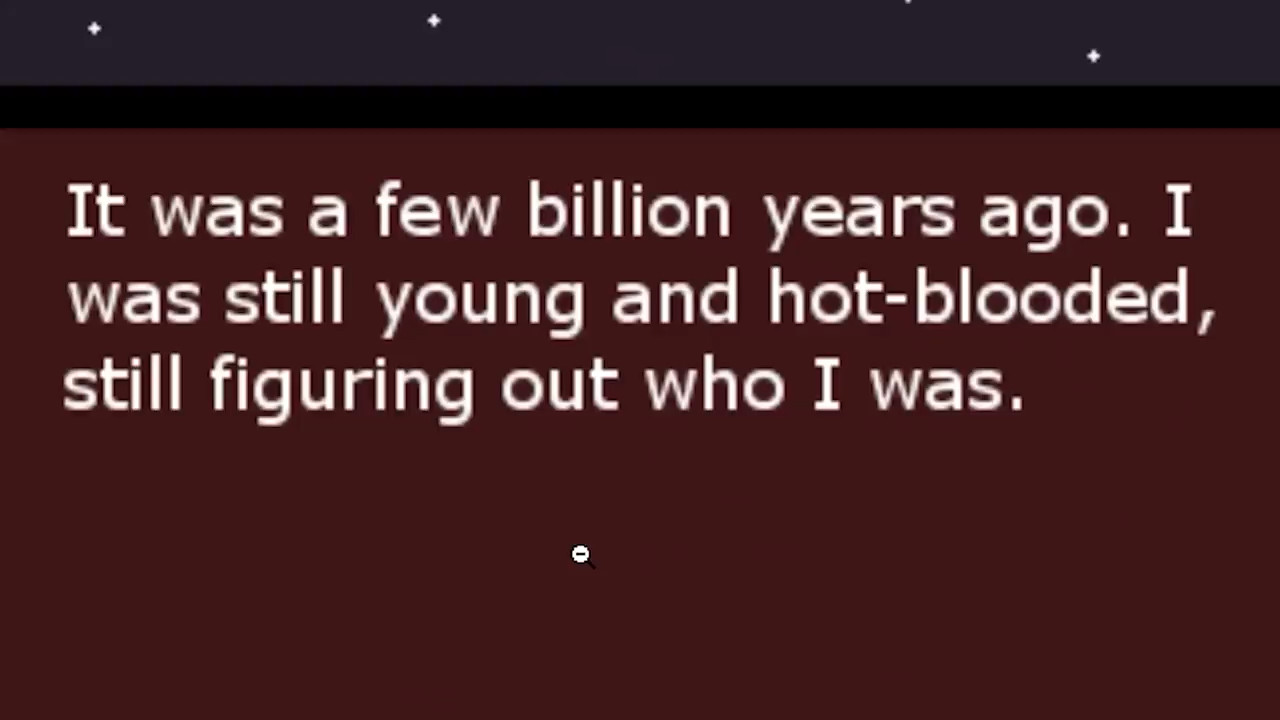 It was a few billion years ago. I
was still young and hot-blooded,
still figuring out who I was.